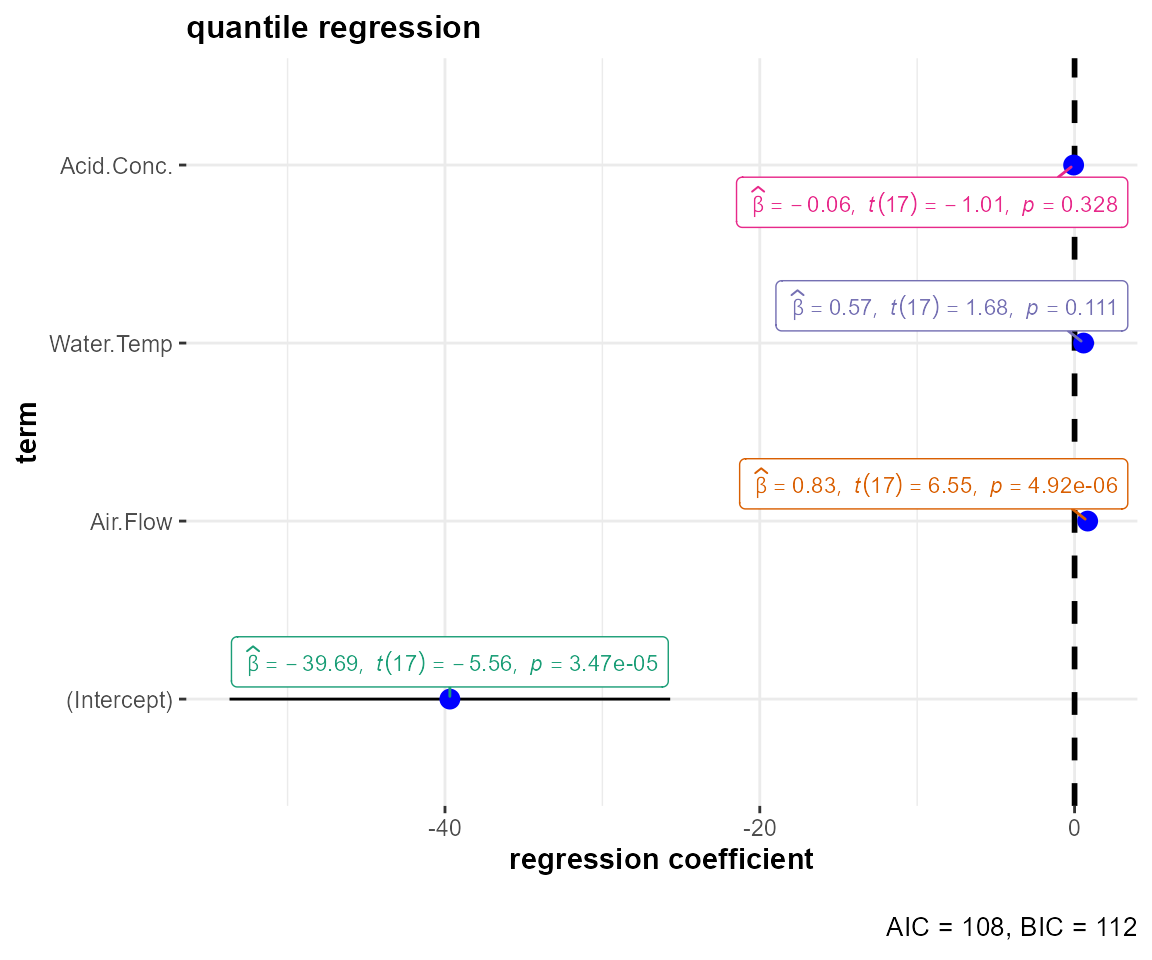 quantile regression
Acid.Conc.
β̂ = − 0.06, t(17) = − 1.01, p = 0.328
β̂ = 0.57, t(17) = 1.68, p = 0.111
Water.Temp
term
β̂ = 0.83, t(17) = 6.55, p = 4.92e-06
Air.Flow
β̂ = − 39.69, t(17) = − 5.56, p = 3.47e-05
(Intercept)
-40 -20 0
regression coefficient
AIC = 108, BIC = 112